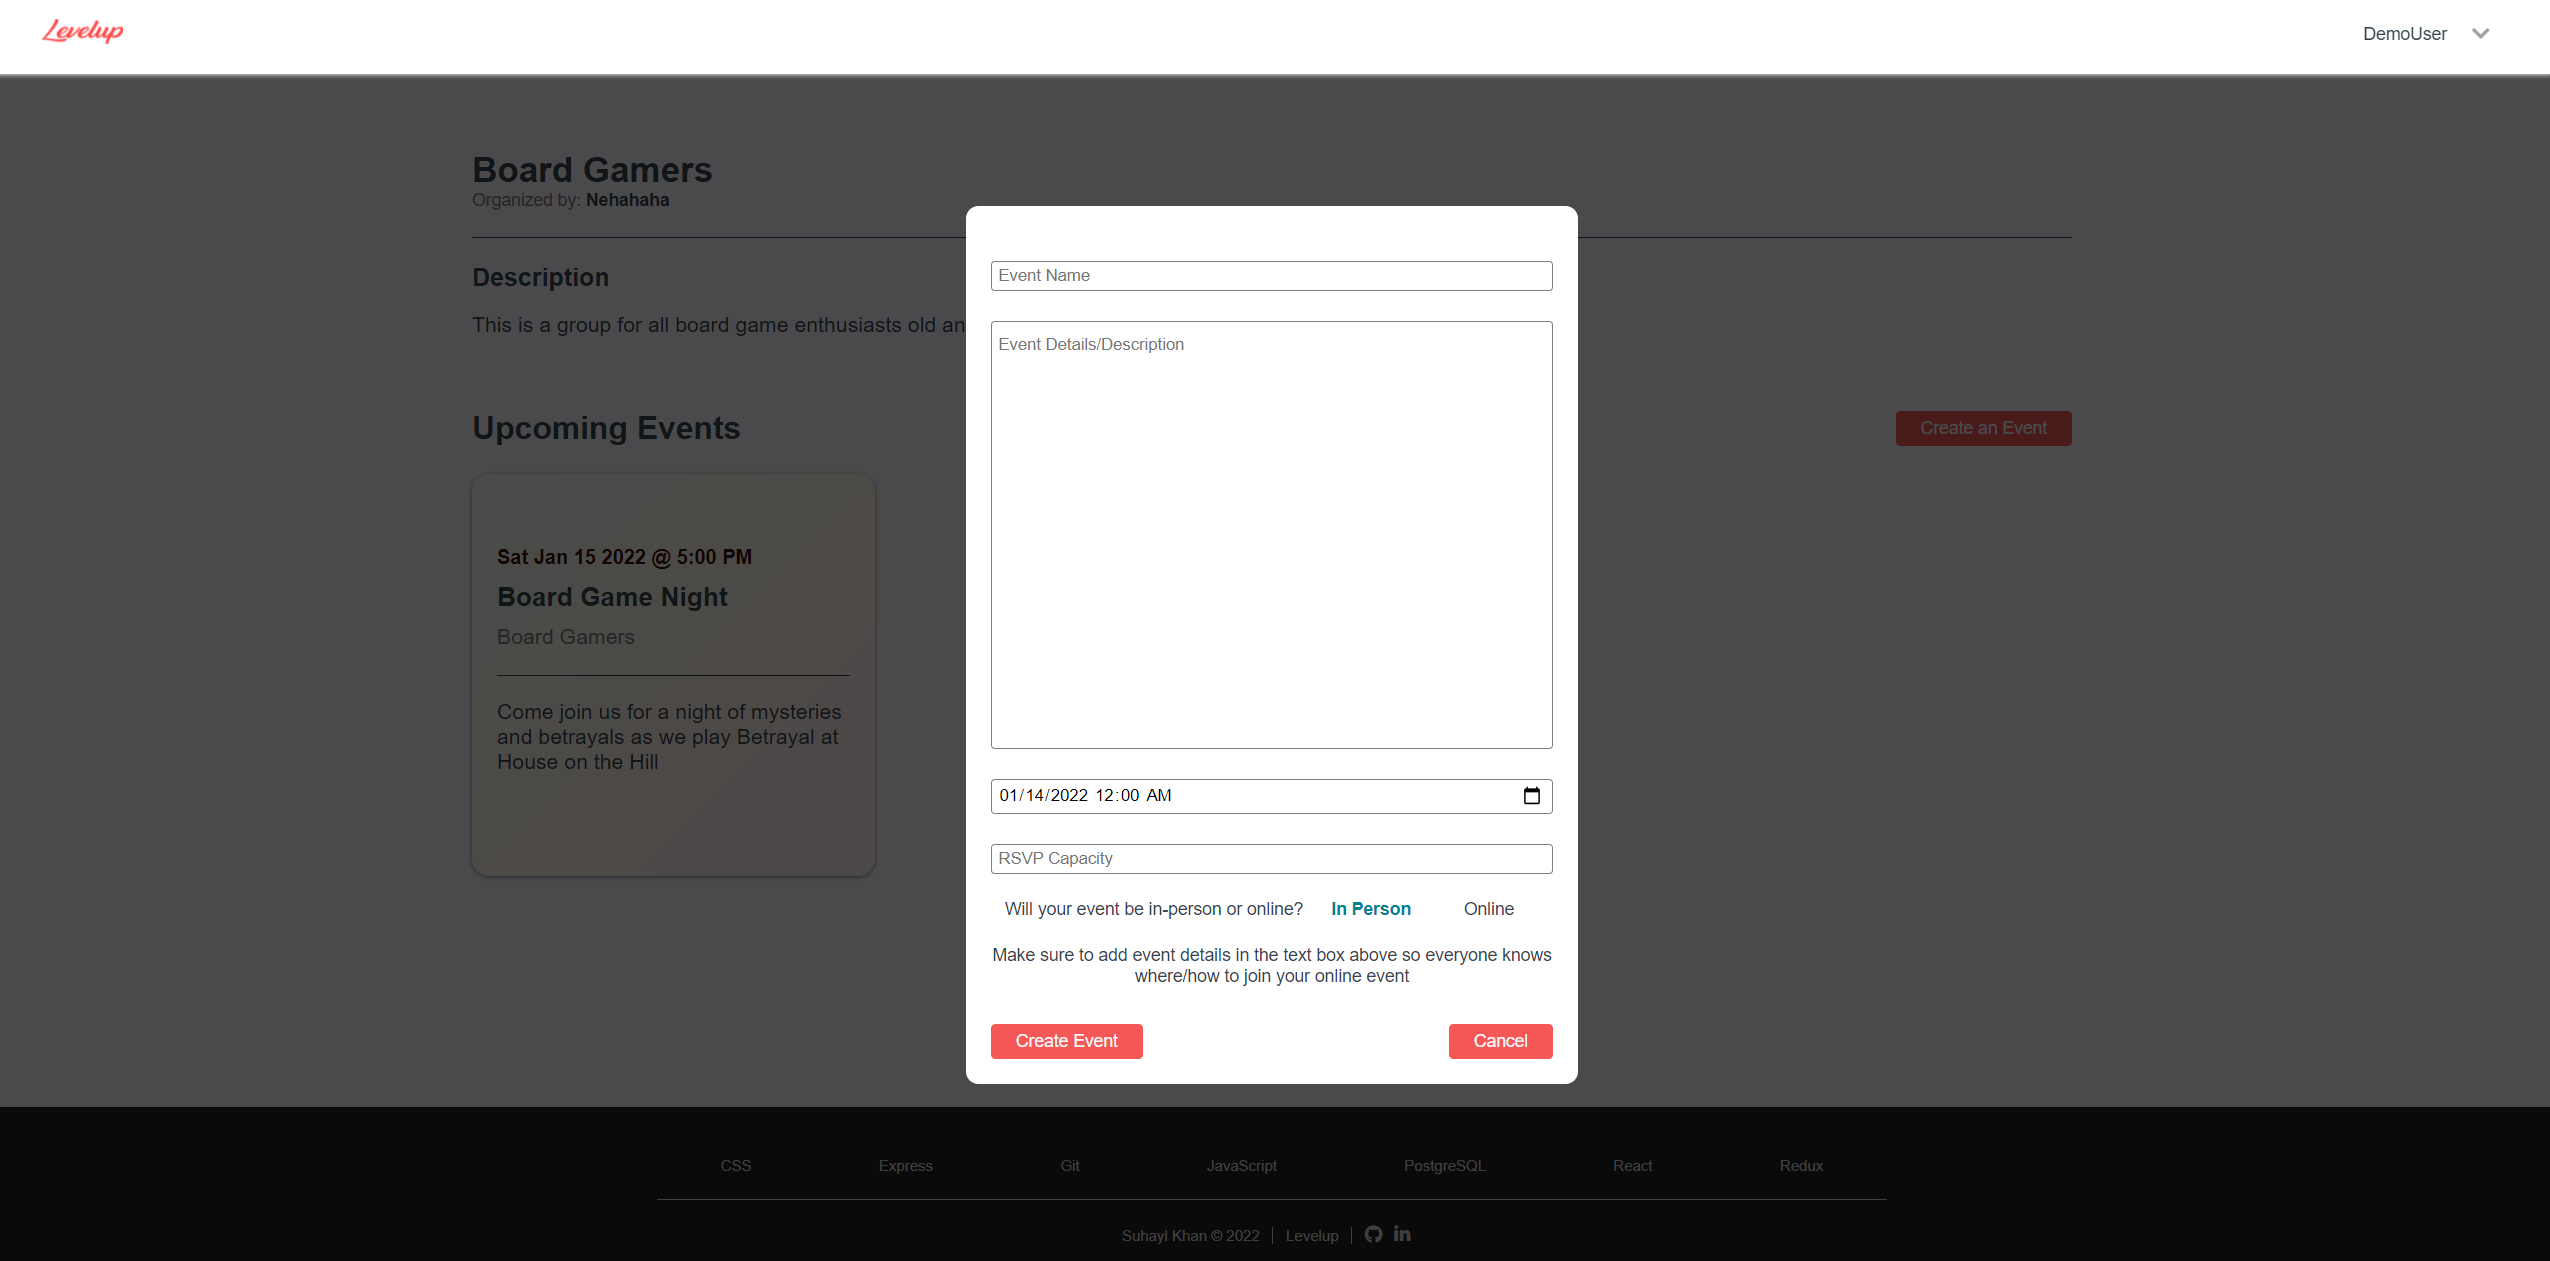 Levelup
DemoUser
Board Gamers
Organized by: Nehahaha
Description
This is a group for all board game enthusiasts old an
Upcoming Events
Create an Event
Sat Jan 15 2022 @ 5:00 PM
Board Game Night
Board Gamers
Come join us for a night of mysteries
and betrayals as we play Betrayal at
House on the Hill
Event Name
Event Details/Description
01/14/2022 12:00 AM
RSVP Capacity
Will your event be in-person or online? In Person Online
Make sure to add event details in the text box above so everyone knows
where/how to join your online event
Create Event
Cancel
CSS Express Git JavaScript PostgreSQL React Redux
Suhayl Khan © 2022 | Levelup |